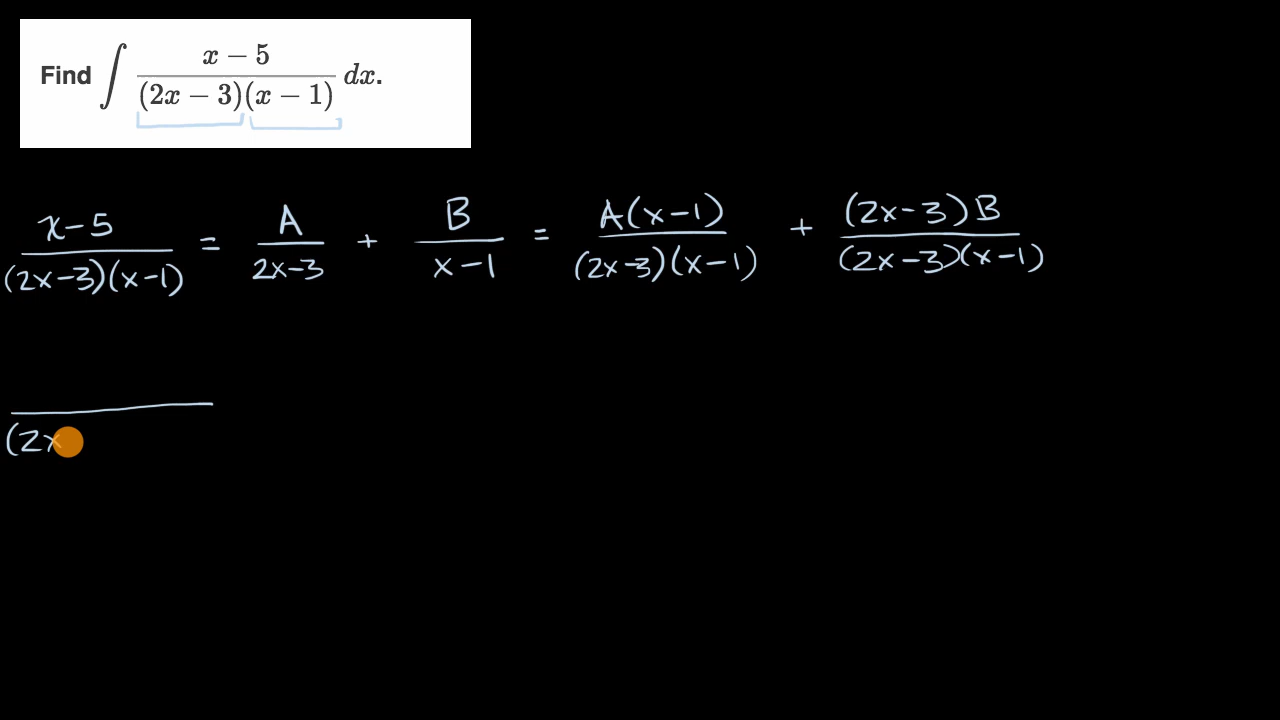 Find ∫ (x − 5)/((2x − 3)(x − 1)) dx.
(x-5)/((2x-3)(x-1)) = A/(2x-3) + B/(x-1) = A(x-1)/((2x-3)(x-1)) + (2x-3)B/((2x-3)(x-1))
(2x